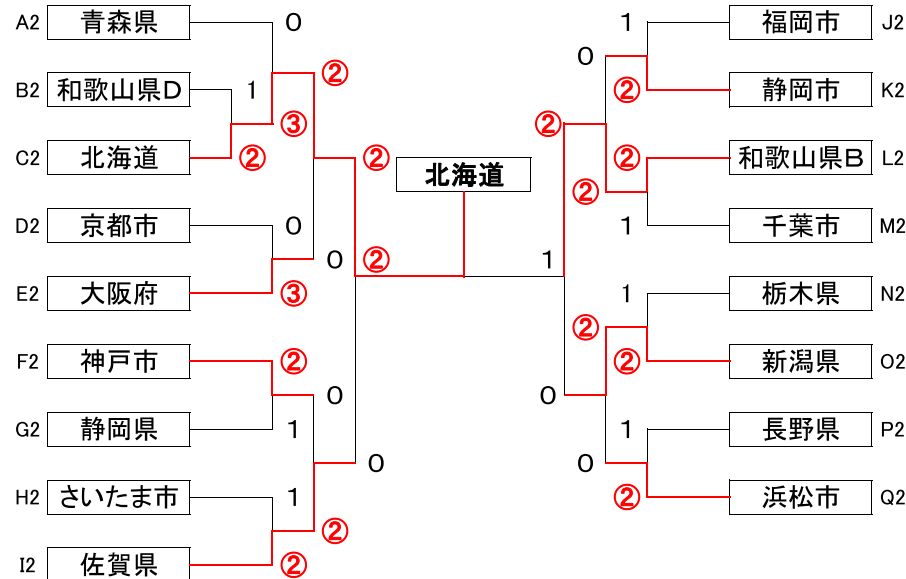 A2 青森県 0 1 福岡市 J2
② 0
B2 和歌山県D 1 ② 静岡市 K2
③ ②
C2 北海道 ② ② 北海道 ② 和歌山県B L2
②
D2 京都市 0 1 千葉市 M2
0 ② 1
E2 大阪府 ③ 1 栃木県 N2
②
F2 神戸市 ② ② 新潟県 O2
0 0
G2 静岡県 1 1 長野県 P2
0 0
H2 さいたま市 1 ② 浜松市 Q2
②
I2 佐賀県 ②